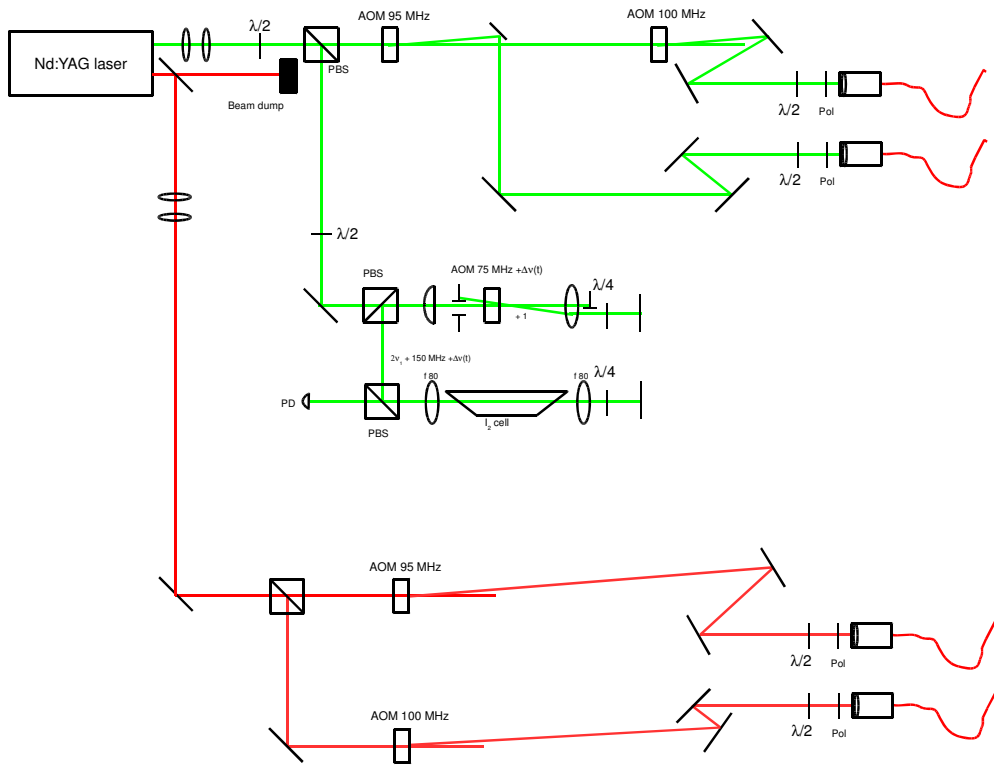 AOM 95 MHz
AOM 100 MHz
λ/2
Nd:YAG laser
PBS
Beam dump
λ/2
Pol
λ/2
Pol
λ/2
PBS
AOM 75 MHz +Δν(t)
λ/4
+ 1
2ν₁ + 150 MHz +Δν(t)
f 80
f 80
λ/4
PD
PBS
I₂ cell
AOM 95 MHz
λ/2
Pol
AOM 100 MHz
λ/2
Pol